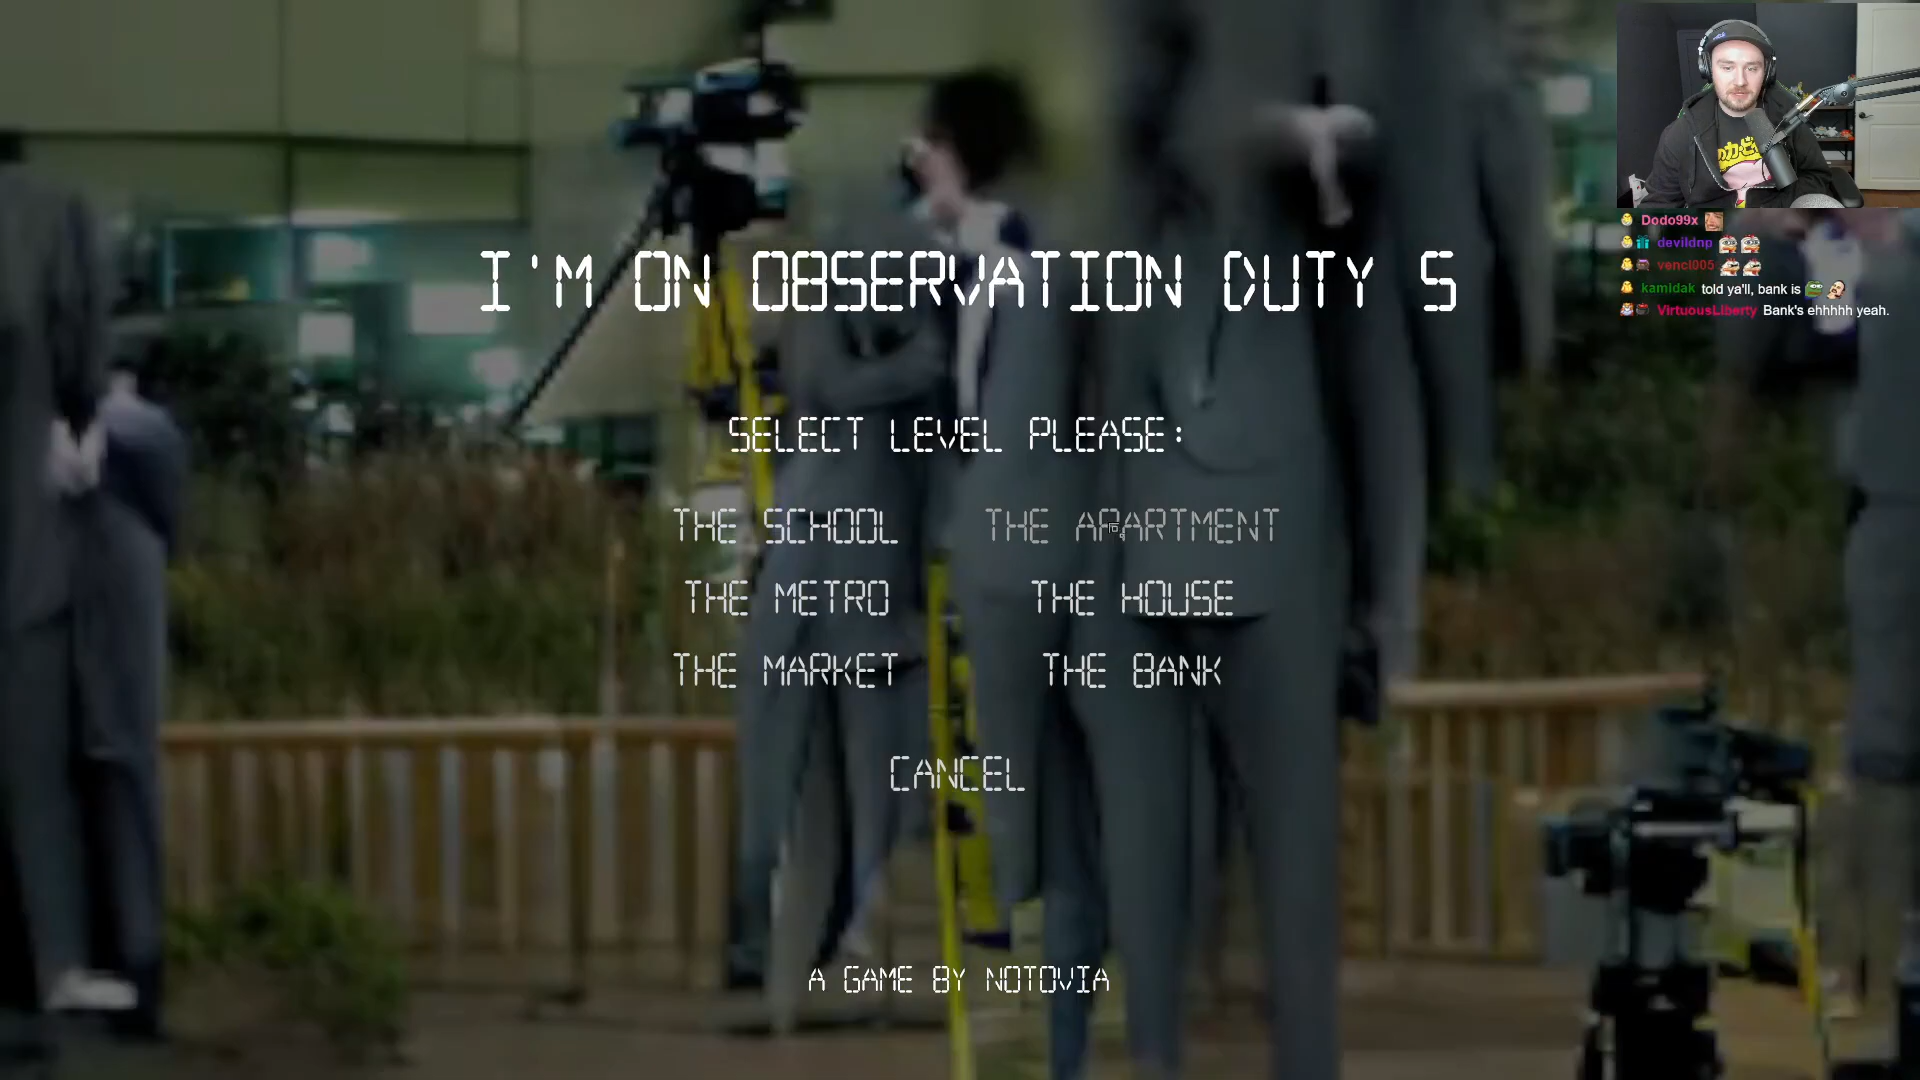 I'M ON OBSERVATION DUTY 5
SELECT LEVEL PLEASE:
THE SCHOOL THE APARTMENT
THE METRO THE HOUSE
THE MARKET THE BANK
CANCEL
A GAME BY NOTOVIA
Dodo99x
devildnp
venci005
kamidak told ya'll, bank is
VirtuousLiberty Bank's ehhhhh yeah.